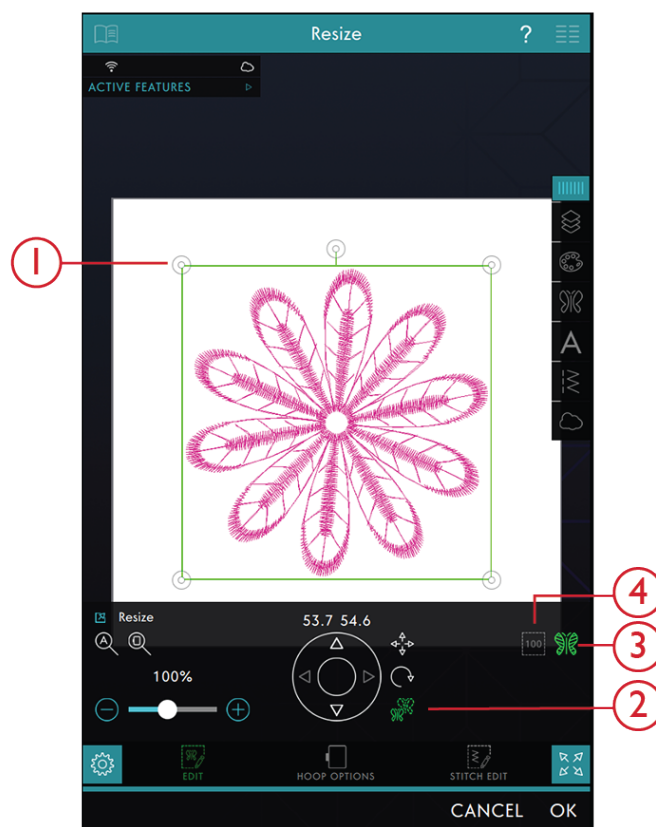 Resize ?
ACTIVE FEATURES
1
A
4
Resize
53.7 54.6
100
3
A
100%
2
EDIT
HOOP OPTIONS
STITCH EDIT
CANCEL OK